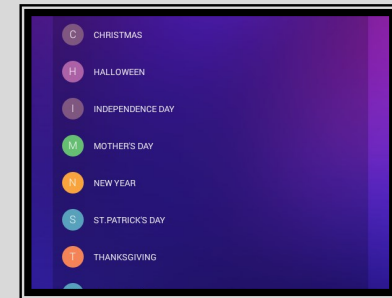 C CHRISTMAS
H HALLOWEEN
I INDEPENDENCE DAY
M MOTHER'S DAY
N NEW YEAR
S ST.PATRICK'S DAY
T THANKSGIVING